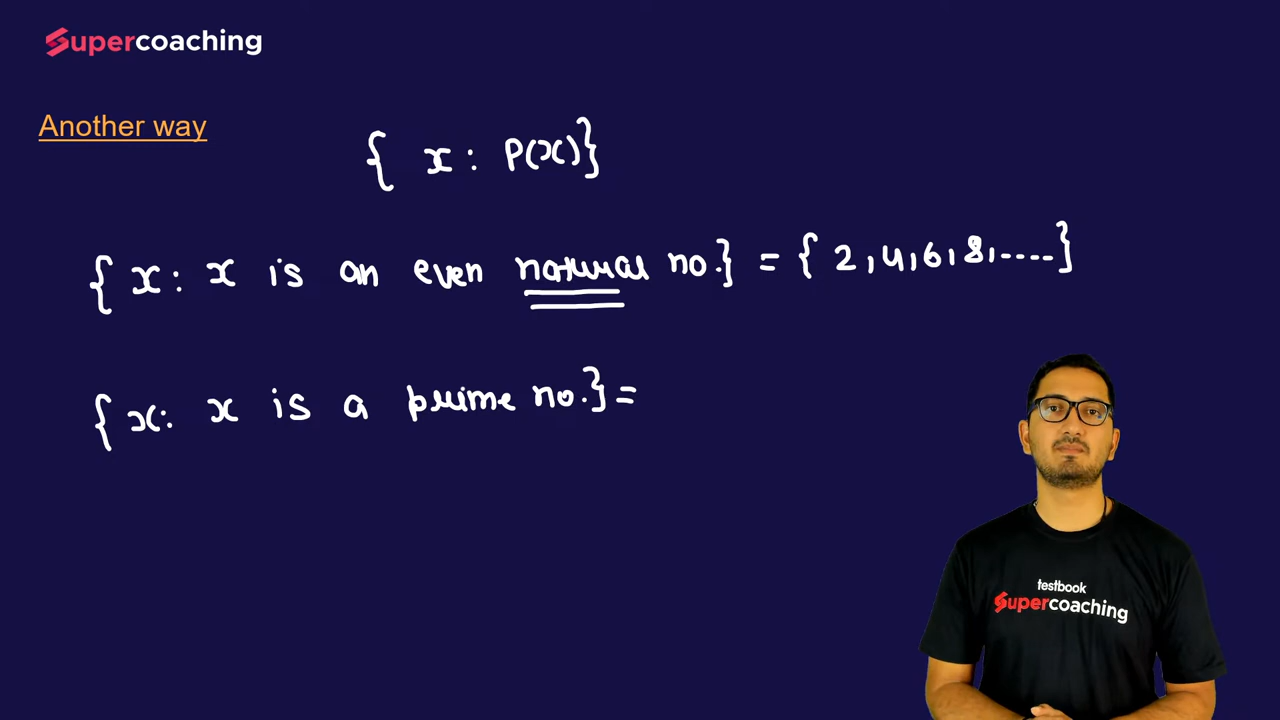 Supercoaching
Another way
{ x : P(x)}
{ x : x is an even natural no.} = { 2,4,6,8,....}
{ x: x is a prime no.} =
testbook
Supercoaching